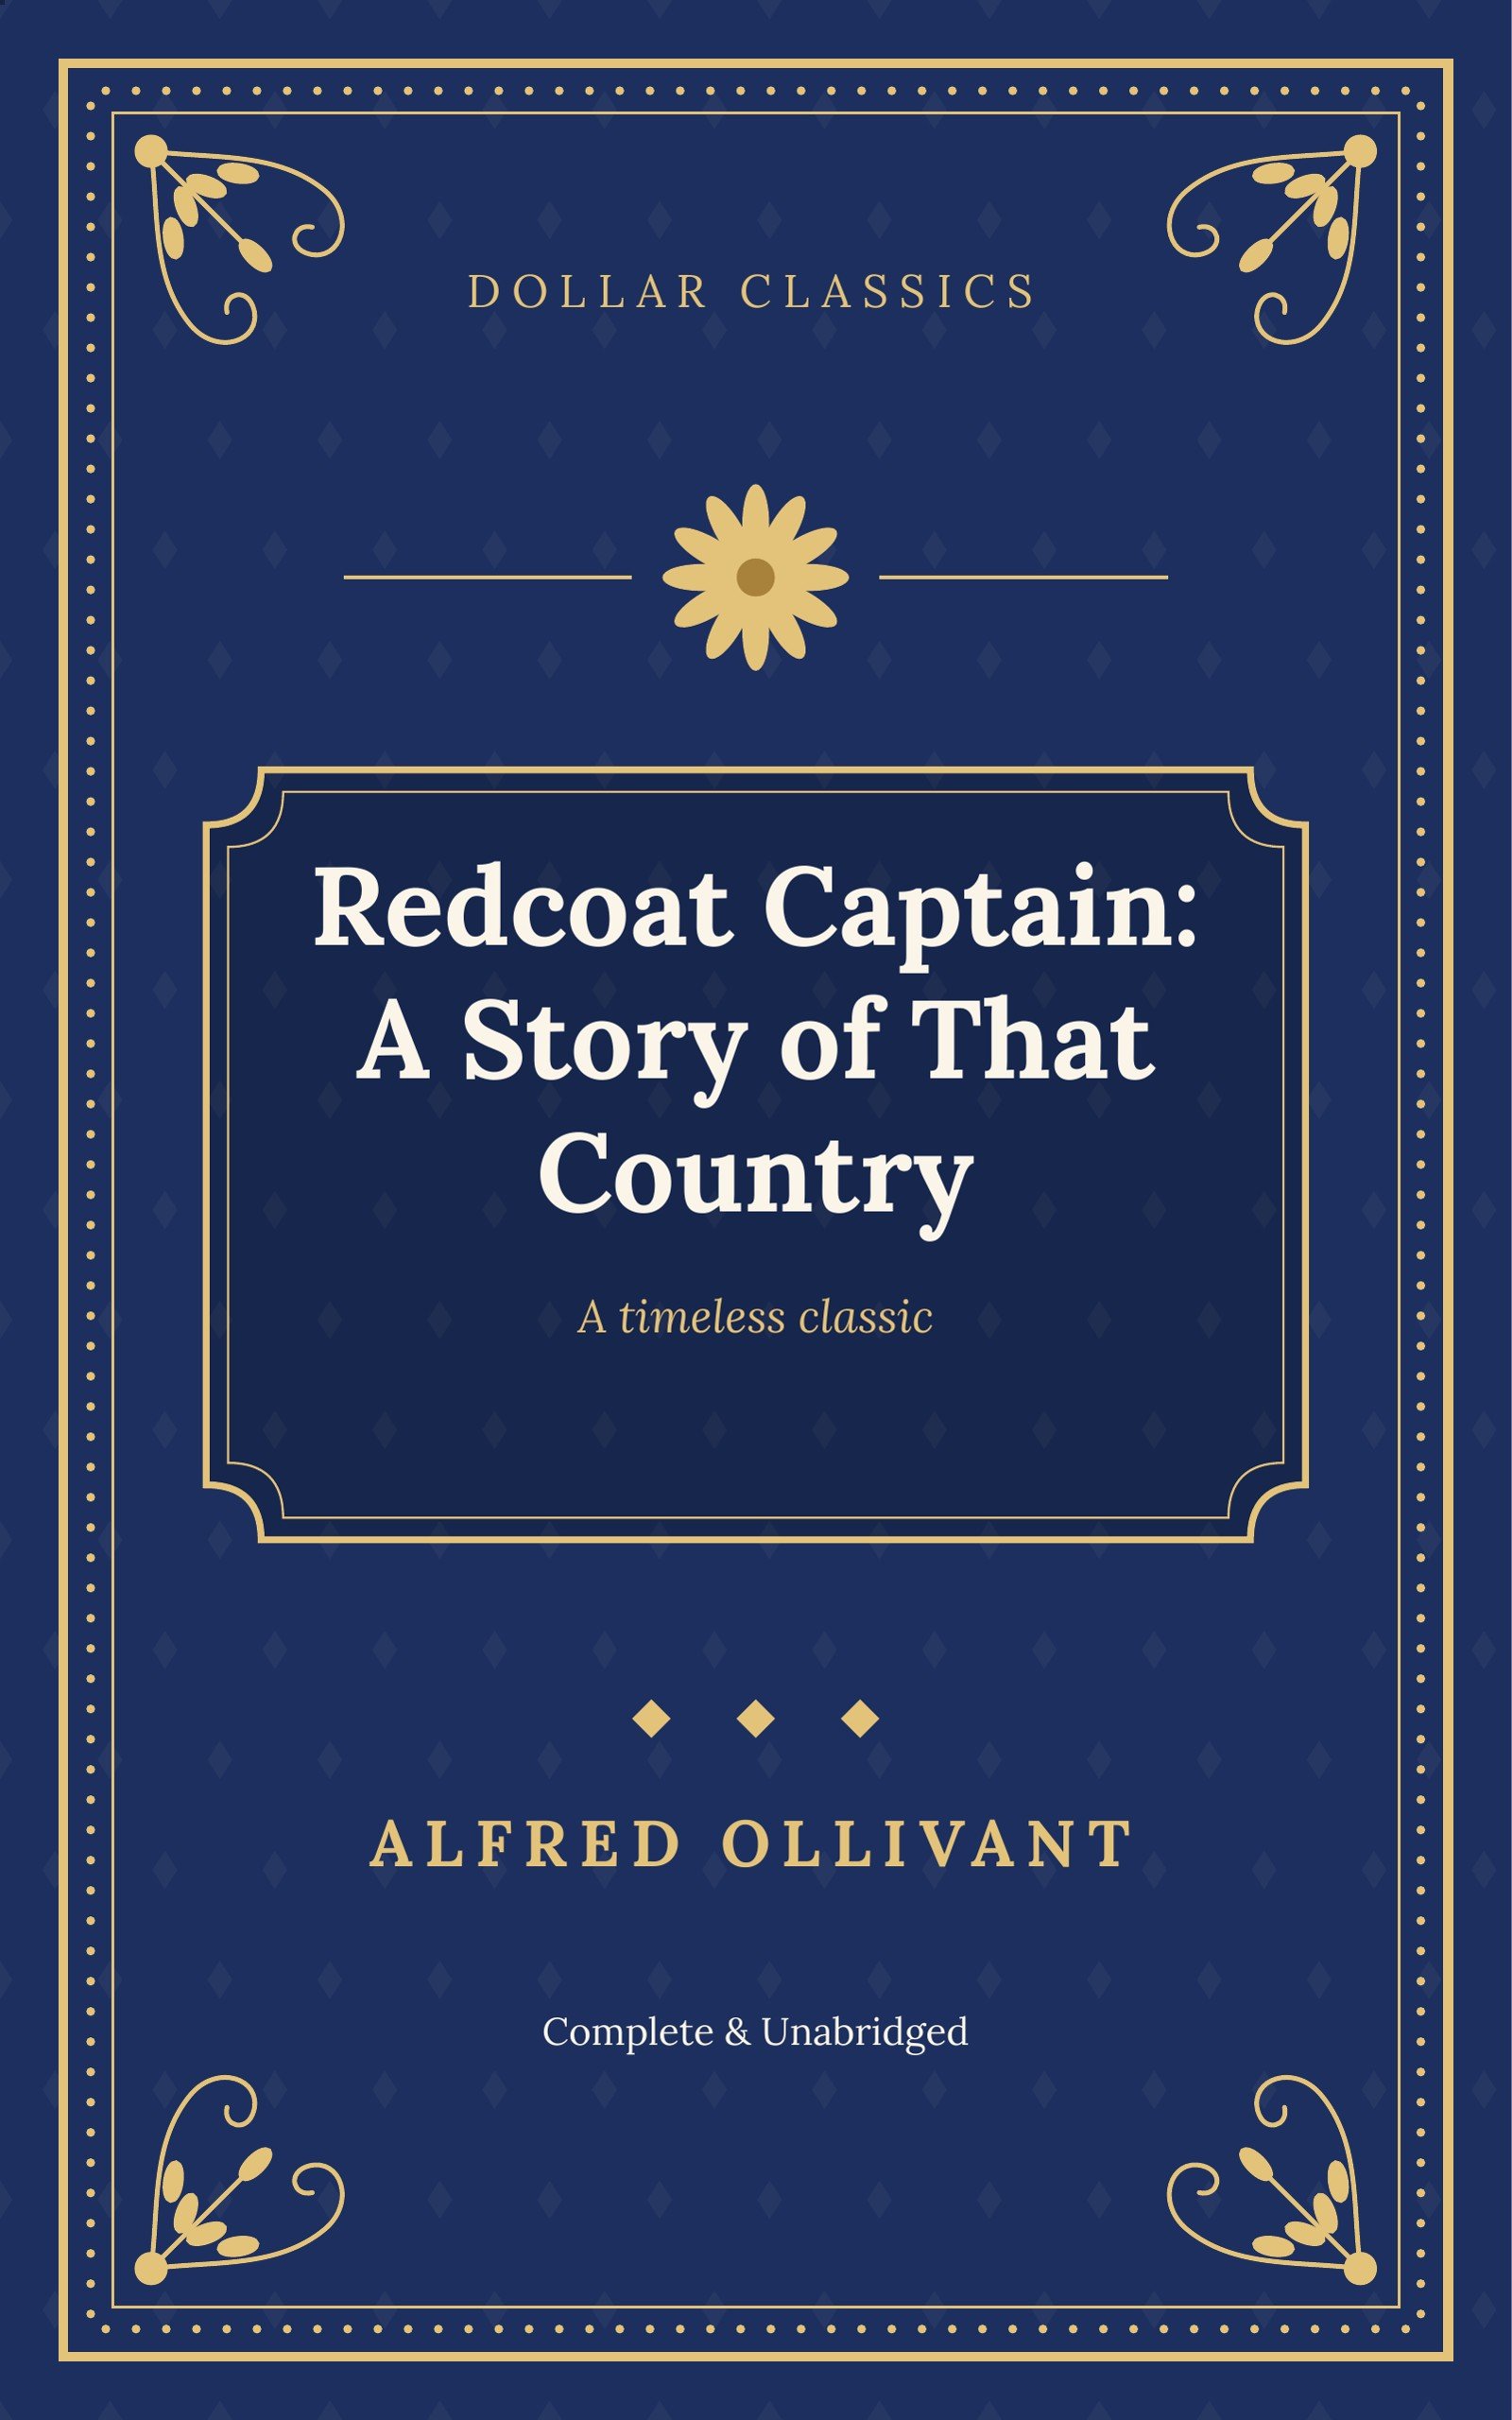 DOLLAR CLASSICS
Redcoat Captain:
A Story of That
Country
A timeless classic
ALFRED OLLIVANT
Complete & Unabridged